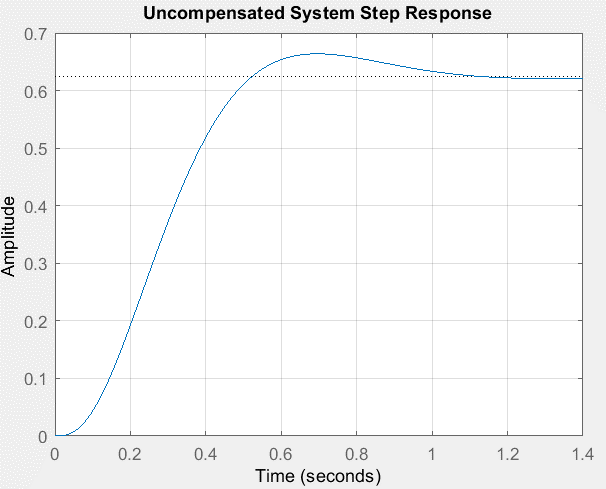 Uncompensated System Step Response
Amplitude
0.7
0.6
0.5
0.4
0.3
0.2
0.1
0
0 0.2 0.4 0.6 0.8 1 1.2 1.4
Time (seconds)